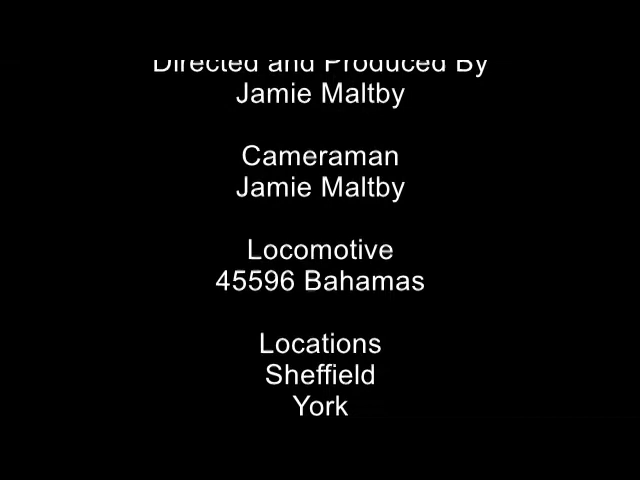 Directed and Produced By
Jamie Maltby
Cameraman
Jamie Maltby
Locomotive
45596 Bahamas
Locations
Sheffield
York